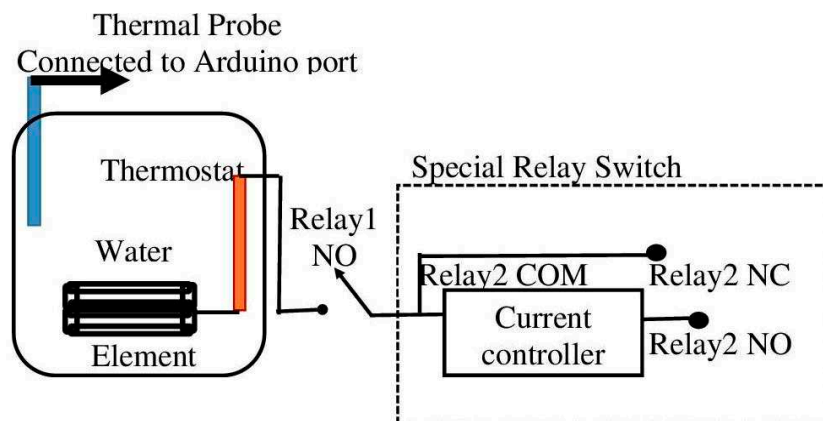 Thermal Probe
Connected to Arduino port
Thermostat
Special Relay Switch
Relay1
NO
Water
Relay2 COM
Relay2 NC
Current
controller
Relay2 NO
Element